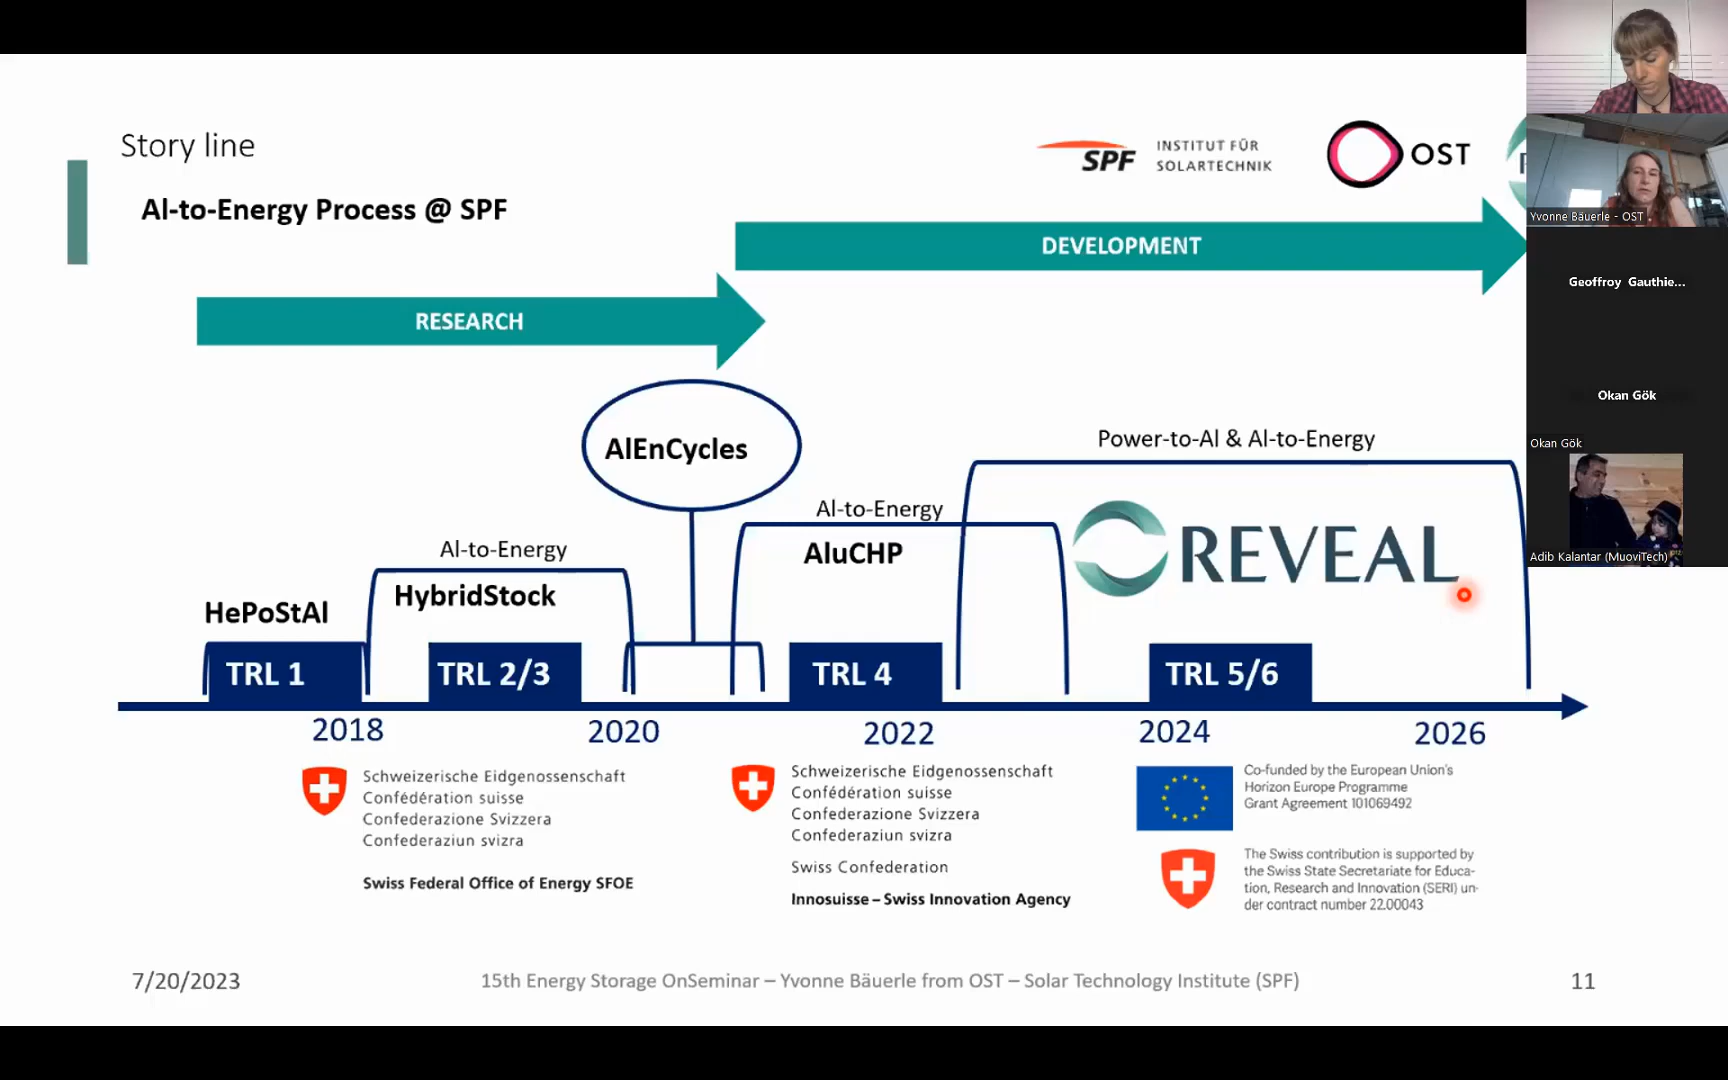 Story line
Al-to-Energy Process @ SPF
SPF
INSTITUT FÜR
SOLARTECHNIK
OST
Yvonne Bäuerle - OST
DEVELOPMENT
Geoffroy Gauthie...
RESEARCH
Okan Gök
Okan Gök
Adib Kalantar (MuoviTech)
AlEnCycles
Power-to-Al & Al-to-Energy
Al-to-Energy
AluCHP
REVEAL
Al-to-Energy
HybridStock
HePoStAl
TRL 1
TRL 2/3
TRL 4
TRL 5/6
2018
2020
2022
2024
2026
Schweizerische Eidgenossenschaft
Confédération suisse
Confederazione Svizzera
Confederaziun svizra
Swiss Federal Office of Energy SFOE
Schweizerische Eidgenossenschaft
Confédération suisse
Confederazione Svizzera
Confederaziun svizra
Swiss Confederation
Innosuisse – Swiss Innovation Agency
Co-funded by the European Union's
Horizon Europe Programme
Grant Agreement 101069492
The Swiss contribution is supported by
the Swiss State Secretariate for Educa-
tion, Research and Innovation (SERI) un-
der contract number 22.00043
7/20/2023
15th Energy Storage OnSeminar – Yvonne Bäuerle from OST – Solar Technology Institute (SPF)
11